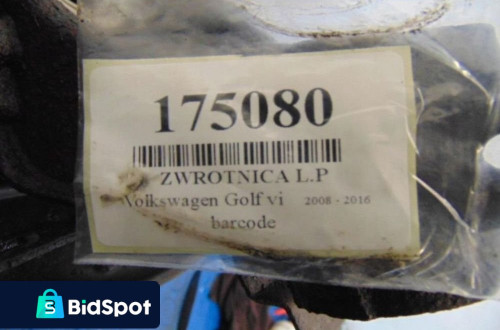 175080
ZWROTNICA L.P
Volkswagen Golf vi 2008 - 2016
barcode
BidSpot